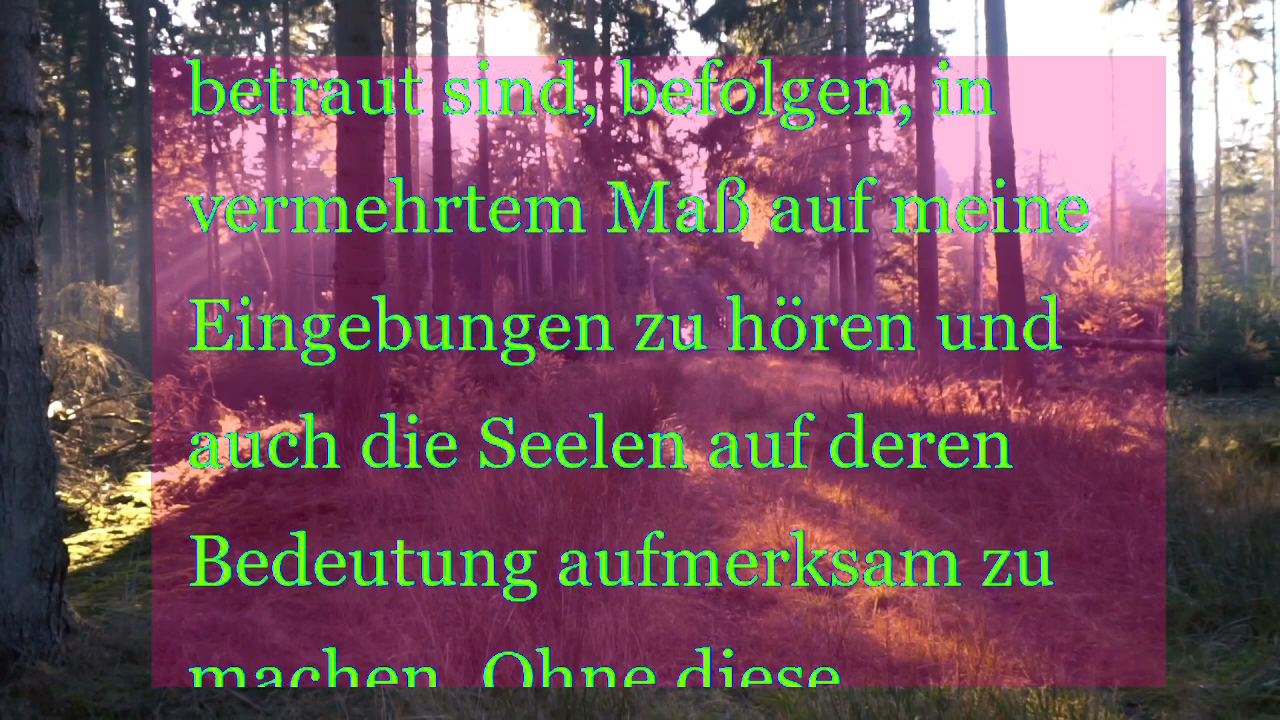 betraut sind, befolgen, in
vermehrtem Maß auf meine
Eingebungen zu hören und
auch die Seelen auf deren
Bedeutung aufmerksam zu
machen. Ohne diese